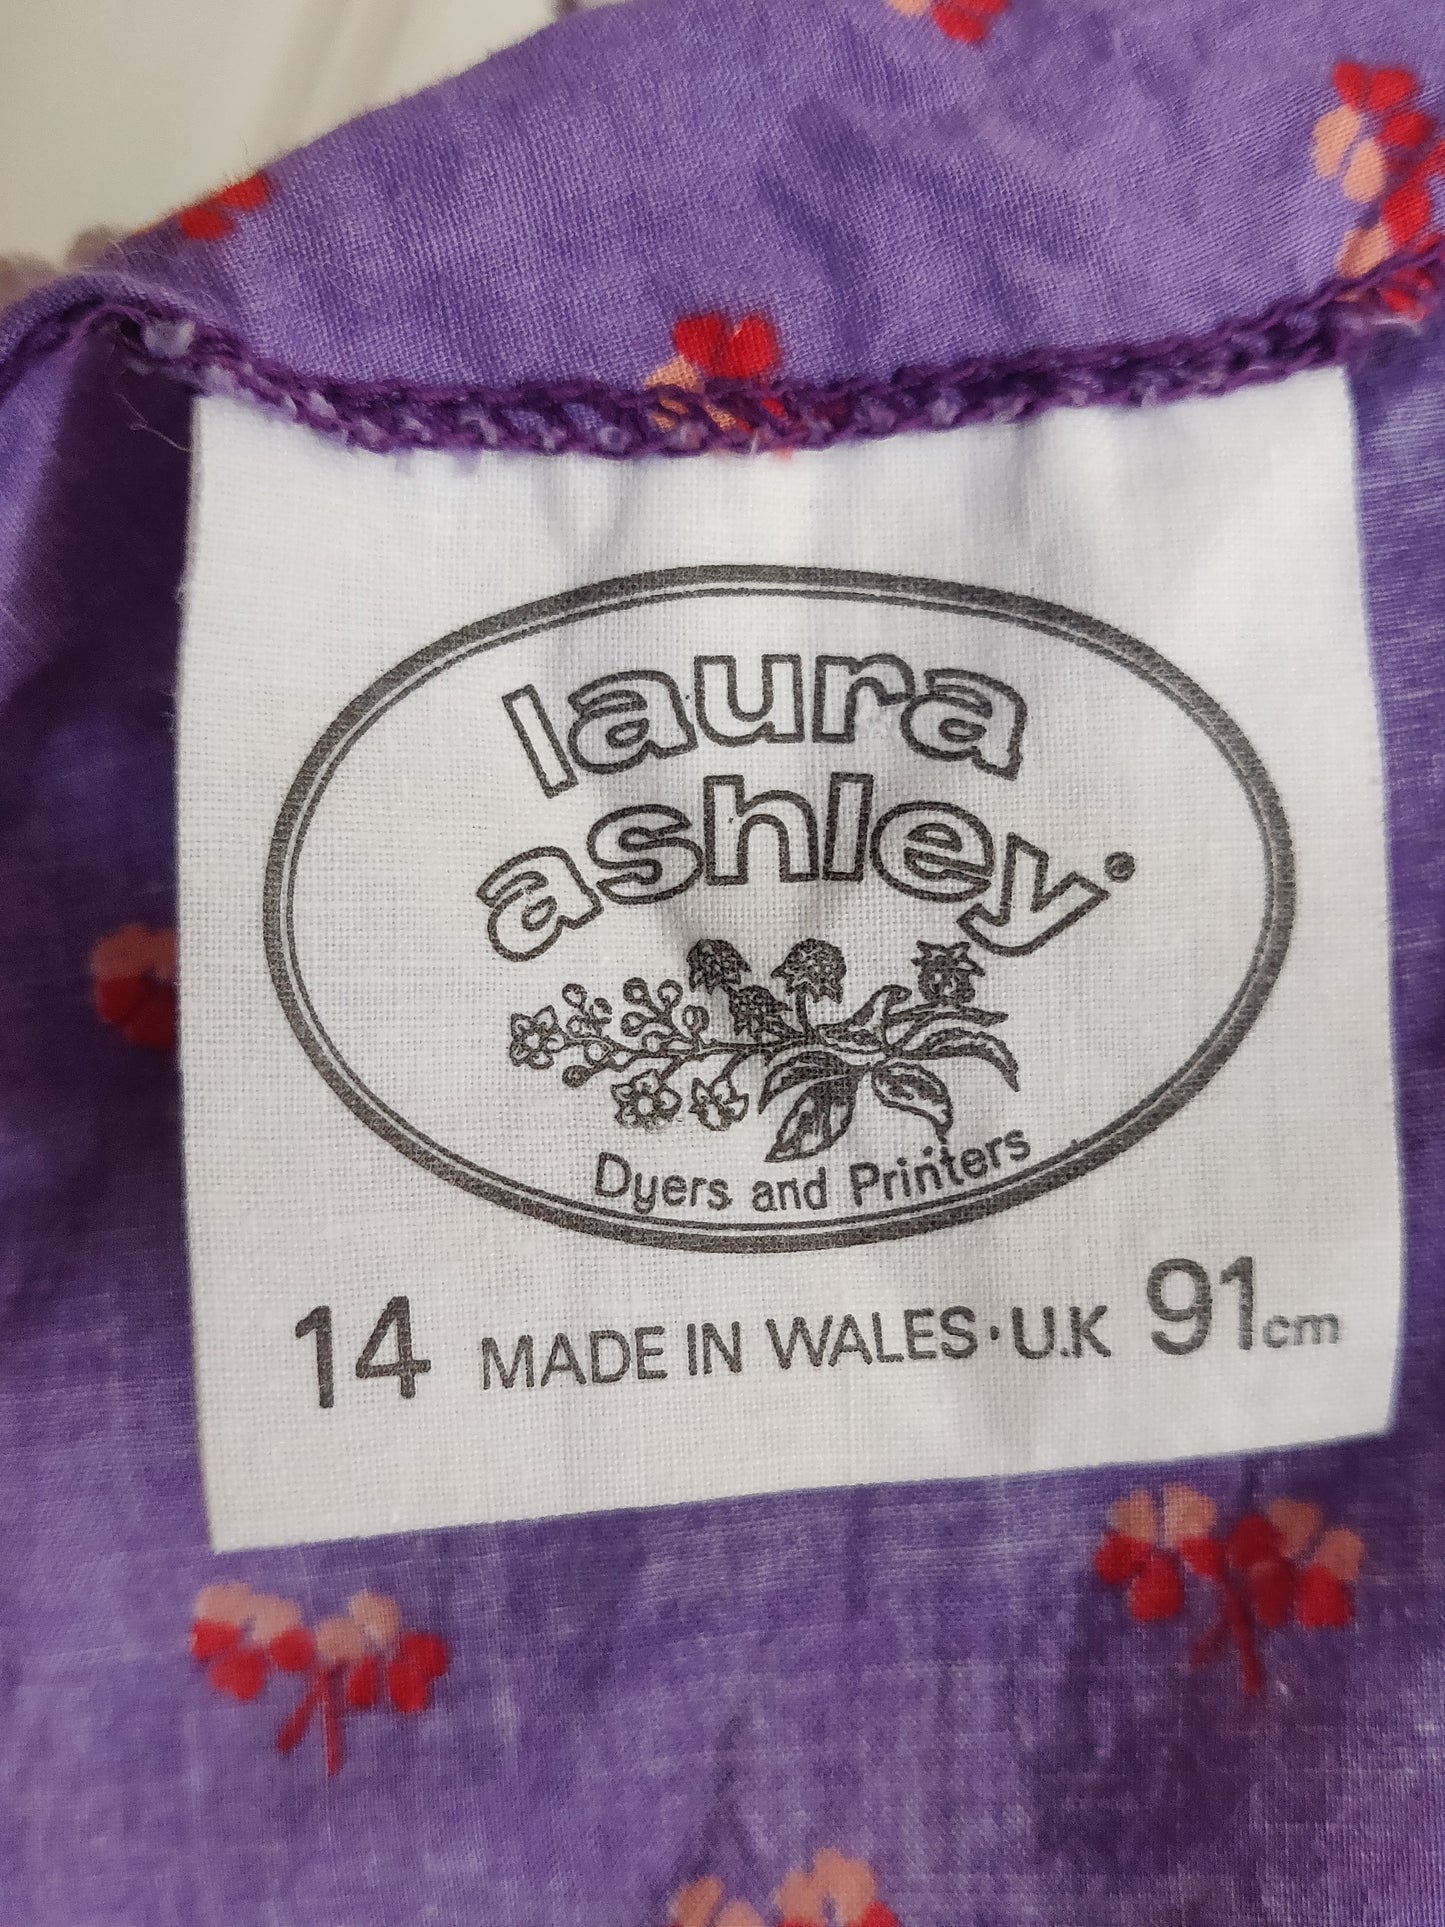 laura
ashley
Dyers and Printers
14 MADE IN WALES · U.K 91cm